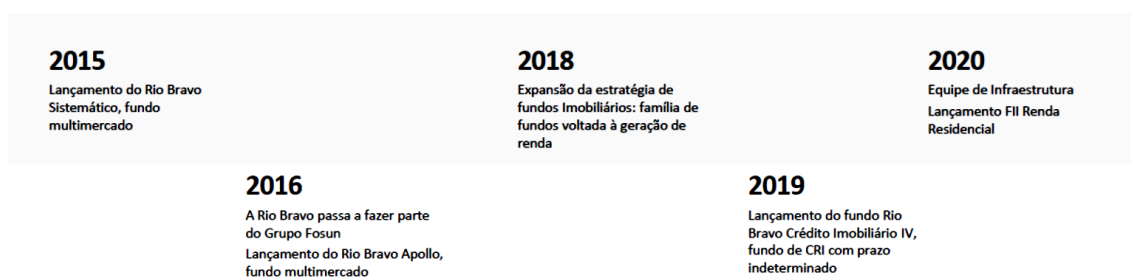 2015
Lançamento do Rio Bravo
Sistemático, fundo
multimercado
2016
A Rio Bravo passa a fazer parte
do Grupo Fosun
Lançamento do Rio Bravo Apollo,
fundo multimercado
2018
Expansão da estratégia de
fundos Imobiliários: família de
fundos voltada à geração de
renda
2019
Lançamento do fundo Rio
Bravo Crédito Imobiliário IV,
fundo de CRI com prazo
indeterminado
2020
Equipe de Infraestrutura
Lançamento FII Renda
Residencial